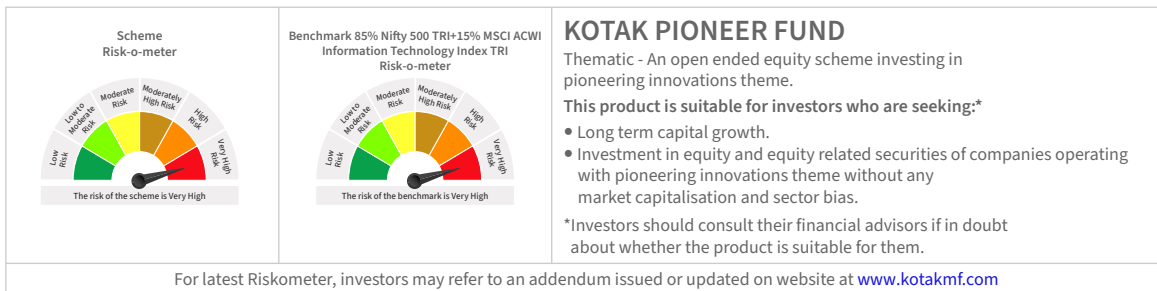 Scheme
Risk-o-meter
Low
Risk
Low to
Moderate
Risk
Moderate
Risk
Moderately
High Risk
High
Risk
Very High
Risk
The risk of the scheme is Very High
Benchmark 85% Nifty 500 TRI+15% MSCI ACWI
Information Technology Index TRI
Risk-o-meter
Low
Risk
Low to
Moderate
Risk
Moderate
Risk
Moderately
High Risk
High
Risk
Very High
Risk
The risk of the benchmark is Very High
KOTAK PIONEER FUND
Thematic - An open ended equity scheme investing in
pioneering innovations theme.
This product is suitable for investors who are seeking:*
• Long term capital growth.
• Investment in equity and equity related securities of companies operating
with pioneering innovations theme without any
market capitalisation and sector bias.
*Investors should consult their financial advisors if in doubt
about whether the product is suitable for them.
For latest Riskometer, investors may refer to an addendum issued or updated on website at www.kotakmf.com